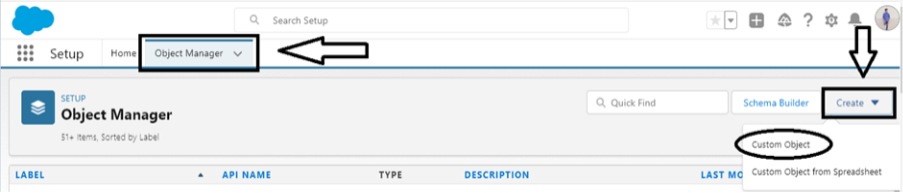 Search Setup
Setup Home Object Manager
SETUP
Object Manager
51+ Items, Sorted by Label
Quick Find
Schema Builder
Create
Custom Object
Custom Object from Spreadsheet
LABEL API NAME TYPE DESCRIPTION LAST MO